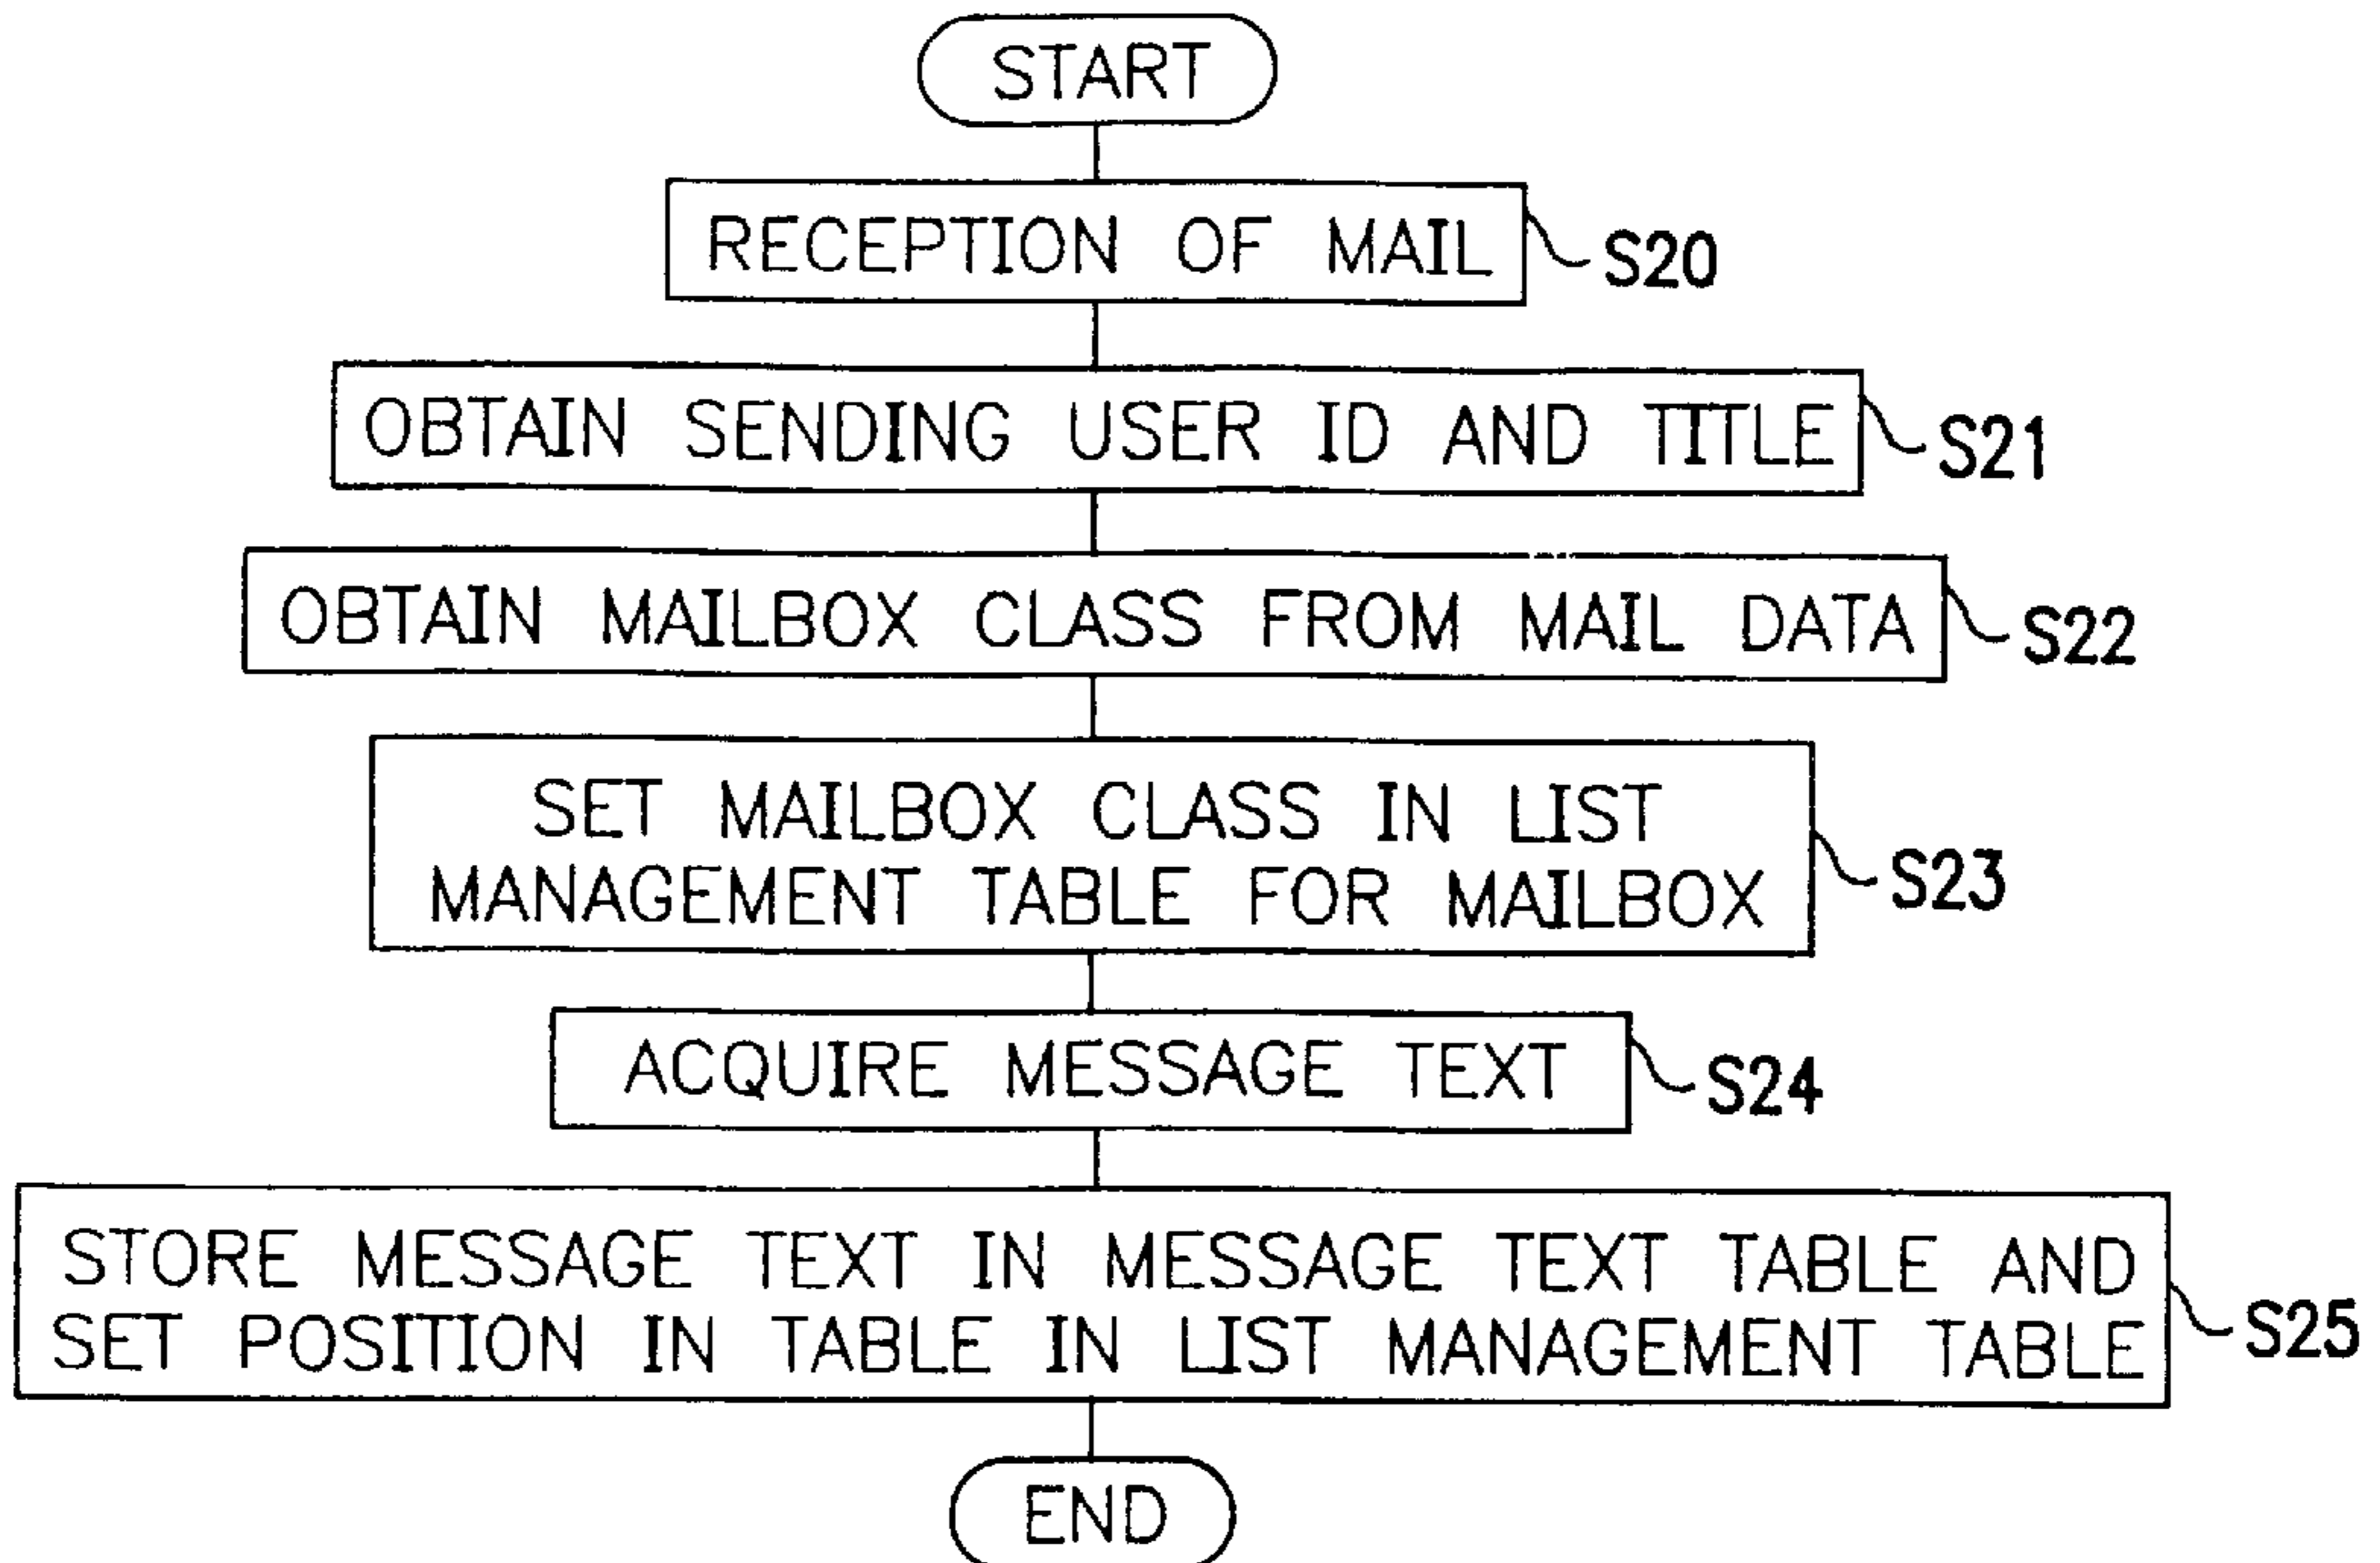 START
RECEPTION OF MAIL
S20
OBTAIN SENDING USER ID AND TITLE
S21
OBTAIN MAILBOX CLASS FROM MAIL DATA
S22
SET MAILBOX CLASS IN LIST
MANAGEMENT TABLE FOR MAILBOX
S23
ACQUIRE MESSAGE TEXT
S24
STORE MESSAGE TEXT IN MESSAGE TEXT TABLE AND
SET POSITION IN TABLE IN LIST MANAGEMENT TABLE
S25
END